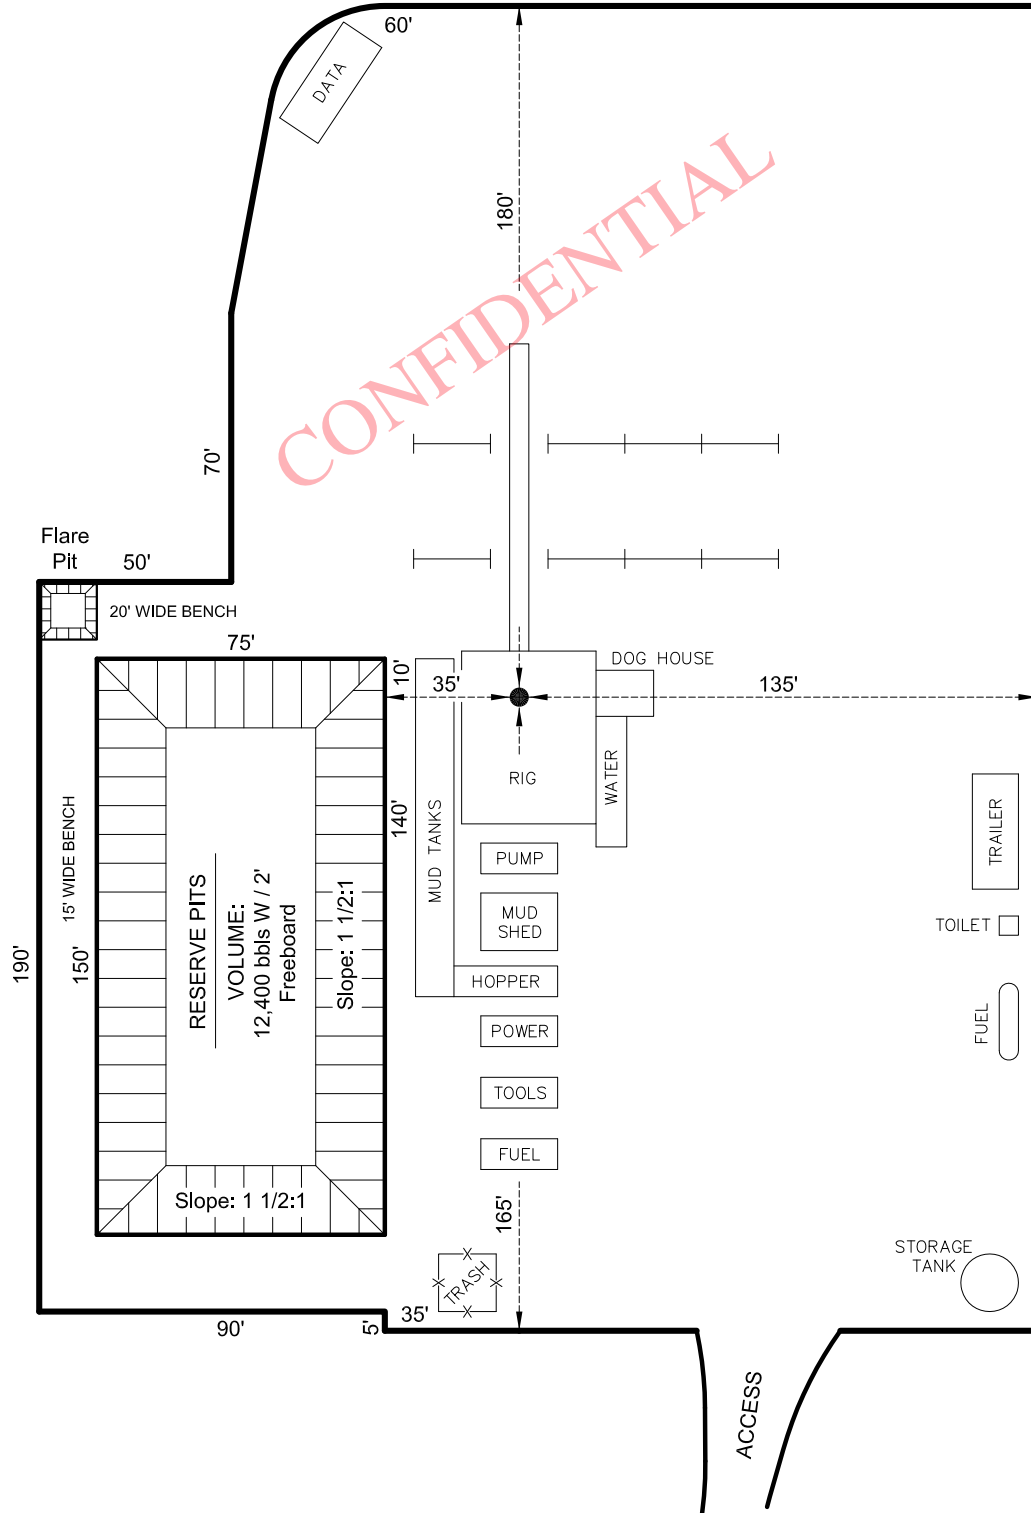 60'
DATA
180'
CONFIDENTIAL
70'
Flare
Pit
50'
20' WIDE BENCH
75'
10'
35'
DOG HOUSE
135'
RIG
WATER
MUD TANKS
140'
15' WIDE BENCH
190'
150'
RESERVE PITS
VOLUME:
12,400 bbls W / 2'
Freeboard
Slope: 1 1/2:1
Slope: 1 1/2:1
PUMP
MUD
SHED
HOPPER
POWER
TOOLS
FUEL
165'
TRAILER
TOILET
FUEL
STORAGE
TANK
TRASH
90'
5'
35'
ACCESS